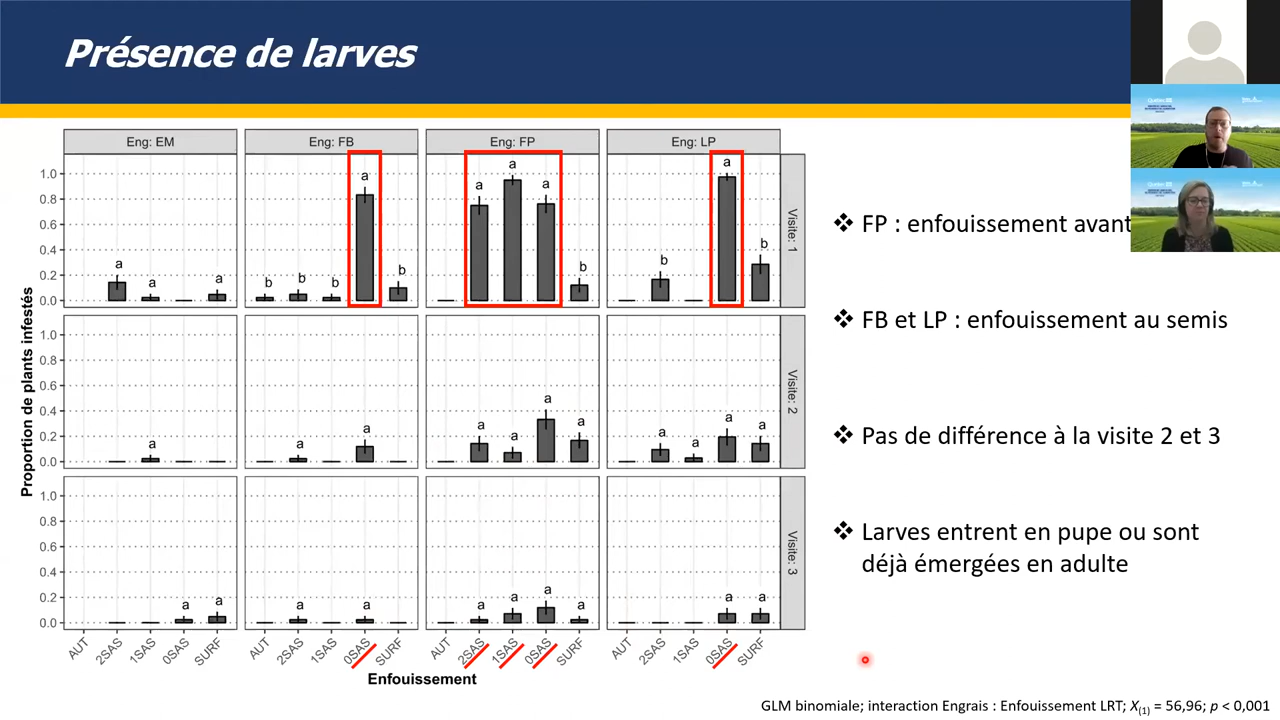 Présence de larves
Eng: EM
Eng: FB
Eng: FP
Eng: LP
Proportion de plants infestés
1.0
0.8
0.6
0.4
0.2
0.0
a
a
a
b
b
b
a
b
a
a
a
b
b
a
b
Visite: 1
1.0
0.8
0.6
0.4
0.2
0.0
a
a
a
a
a
a
a
a
a
a
a
Visite: 2
1.0
0.8
0.6
0.4
0.2
0.0
a
a
a
a
a
a
a
a
a
a
Visite: 3
AUT 2SAS 1SAS 0SAS SURF
AUT 2SAS 1SAS 0SAS SURF
AUT 2SAS 1SAS 0SAS SURF
AUT 2SAS 1SAS 0SAS SURF
Enfouissement
❖ FP : enfouissement avant
❖ FB et LP : enfouissement au semis
❖ Pas de différence à la visite 2 et 3
❖ Larves entrent en pupe ou sont
déjà émergées en adulte
GLM binomiale; interaction Engrais : Enfouissement LRT; X(1) = 56,96; p < 0,001